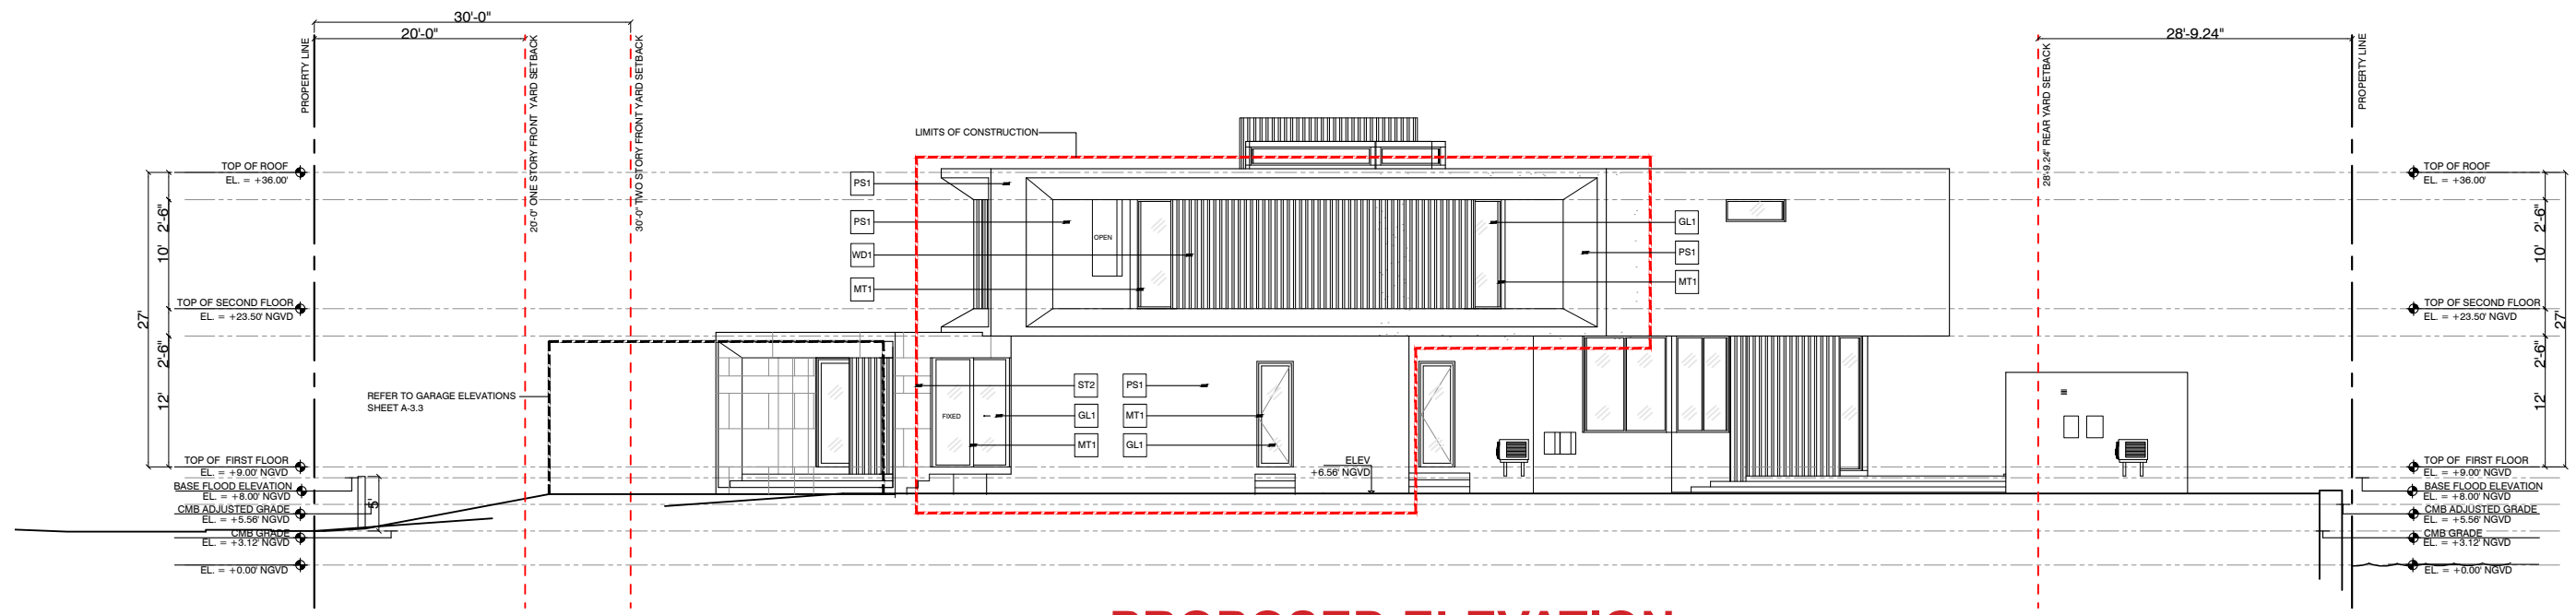 30'-0"
20'-0"
28'-9.24"
PROPERTY LINE
20'-0" ONE STORY FRONT YARD SETBACK
30'-0" TWO STORY FRONT YARD SETBACK
28'-9.24" REAR YARD SETBACK
PROPERTY LINE
LIMITS OF CONSTRUCTION
TOP OF ROOF
EL. = +36.00'
2'-6"
10'
TOP OF SECOND FLOOR
EL. = +23.50' NGVD
27'
2'-6"
12'
REFER TO GARAGE ELEVATIONS
SHEET A-3.3
TOP OF FIRST FLOOR
EL. = +9.00' NGVD
BASE FLOOD ELEVATION
EL. = +8.00' NGVD
5'
CMB ADJUSTED GRADE
EL. = +5.56' NGVD
CMB GRADE
EL. = +3.12' NGVD
EL. = +0.00' NGVD
PS1
PS1
WD1
MT1
OPEN
GL1
PS1
MT1
FIXED
ST2
GL1
MT1
PS1
MT1
GL1
ELEV
+6.56' NGVD
TOP OF ROOF
EL. = +36.00'
2'-6"
10'
TOP OF SECOND FLOOR
EL. = +23.50' NGVD
27'
2'-6"
12'
TOP OF FIRST FLOOR
EL. = +9.00' NGVD
BASE FLOOD ELEVATION
EL. = +8.00' NGVD
CMB ADJUSTED GRADE
EL. = +5.56' NGVD
CMB GRADE
EL. = +3.12' NGVD
EL. = +0.00' NGVD
PROPOSED ELEVATION